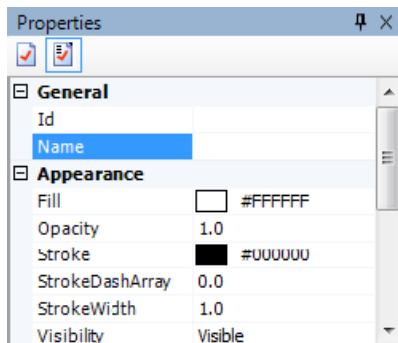 Properties
General
Id
Name
Appearance
Fill #FFFFFF
Opacity 1.0
Stroke #000000
StrokeDashArray 0.0
StrokeWidth 1.0
Visibility Visible